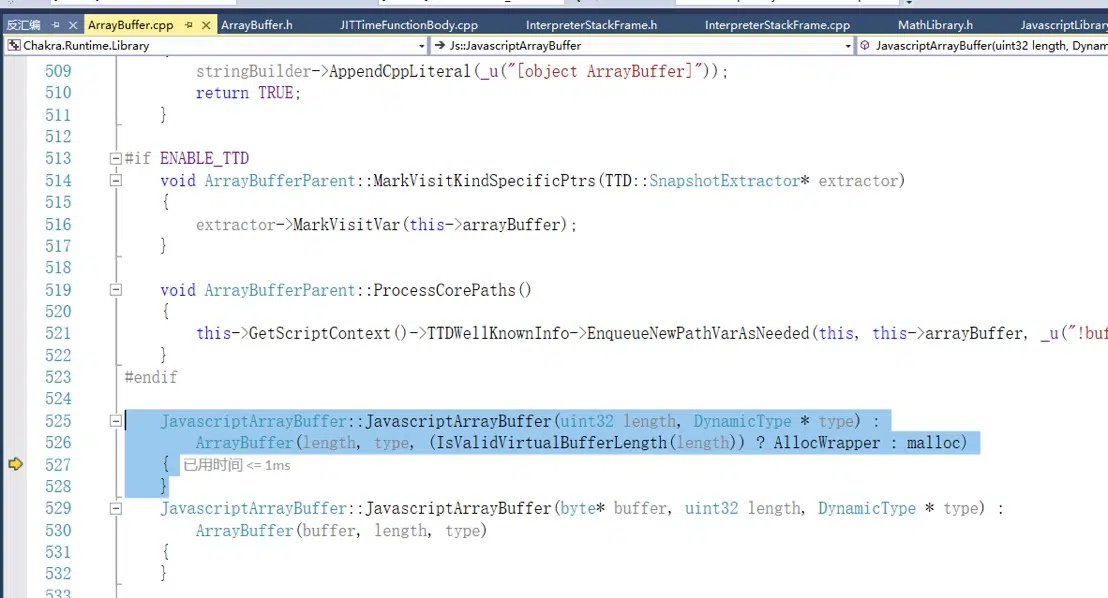 反汇编 ArrayBuffer.cpp ArrayBuffer.h JITTimeFunctionBody.cpp InterpreterStackFrame.h InterpreterStackFrame.cpp MathLibrary.h JavascriptLibrary
Chakra.Runtime.Library Js::JavascriptArrayBuffer JavascriptArrayBuffer(uint32 length, Dynam
509 stringBuilder->AppendCppLiteral(_u("[object ArrayBuffer]"));
510 return TRUE;
511 }
512
513 #if ENABLE_TTD
514 void ArrayBufferParent::MarkVisitKindSpecificPtrs(TTD::SnapshotExtractor* extractor)
515 {
516 extractor->MarkVisitVar(this->arrayBuffer);
517 }
518
519 void ArrayBufferParent::ProcessCorePaths()
520 {
521 this->GetScriptContext()->TTDWellKnownInfo->EnqueueNewPathVarAsNeeded(this, this->arrayBuffer, _u("!buf
522 }
523 #endif
524
525 JavascriptArrayBuffer::JavascriptArrayBuffer(uint32 length, DynamicType * type) :
526 ArrayBuffer(length, type, (IsValidVirtualBufferLength(length)) ? AllocWrapper : malloc)
527 { 已用时间 <= 1ms
528 }
529 JavascriptArrayBuffer::JavascriptArrayBuffer(byte* buffer, uint32 length, DynamicType * type) :
530 ArrayBuffer(buffer, length, type)
531 {
532 }
533